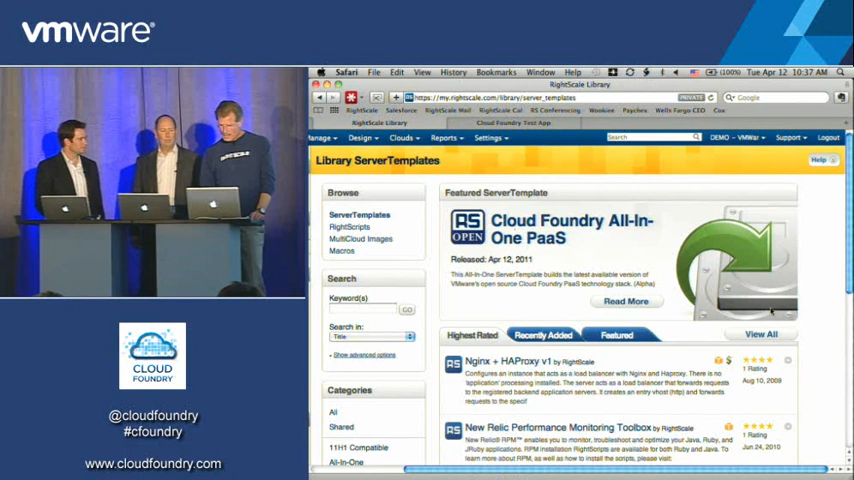 vmware®
Safari File Edit View History Bookmarks Window Help (100%) Tue Apr 12 10:37 AM
RightScale Library
https://my.rightscale.com/library/server_templates PRIVATE Google
RightScale Salesforce RightScale Mail RightScale Cal RS Conferencing Wookiee Paychex Wells Fargo CEO Cox
RightScale Library Cloud Foundry Test App
Manage Design Clouds Reports Settings Search DEMO - VMWar Support Logout
Library ServerTemplates
Help
Browse
ServerTemplates
RightScripts
MultiCloud Images
Macros
Search
Keyword(s)
GO
Search in:
Title
Show advanced options
Categories
All
Shared
11H1 Compatible
All-In-One
Featured ServerTemplate
RS
OPEN
Cloud Foundry All-In-
One PaaS
Released: Apr 12, 2011
This All-In-One ServerTemplate builds the latest available version of
VMware's open source Cloud Foundry PaaS technology stack. (Alpha)
Read More
Highest Rated Recently Added Featured View All
RS
Nginx + HAProxy v1 by RightScale
Configures an instance that acts as a load balancer with Nginx and Haproxy. There is no
'application' processing installed. The server acts as a load balancer that forwards requests
to the registered backend application servers. It creates an entry vhost (http) and forwards
requests to the specif
$
1 Rating
Aug 10, 2009
RS
New Relic Performance Monitoring Toolbox by RightScale
New Relic® RPM™ enables you to monitor, troubleshoot and optimize your Java, Ruby, and
JRuby applications. RPM installation RightScripts are available for both Ruby and Java. To
learn more about RPM, as well as how to install the scripts, please visit:
1 Rating
Jun 24, 2010
CLOUD
FOUNDRY
@cloudfoundry
#cfoundry
www.cloudfoundry.com